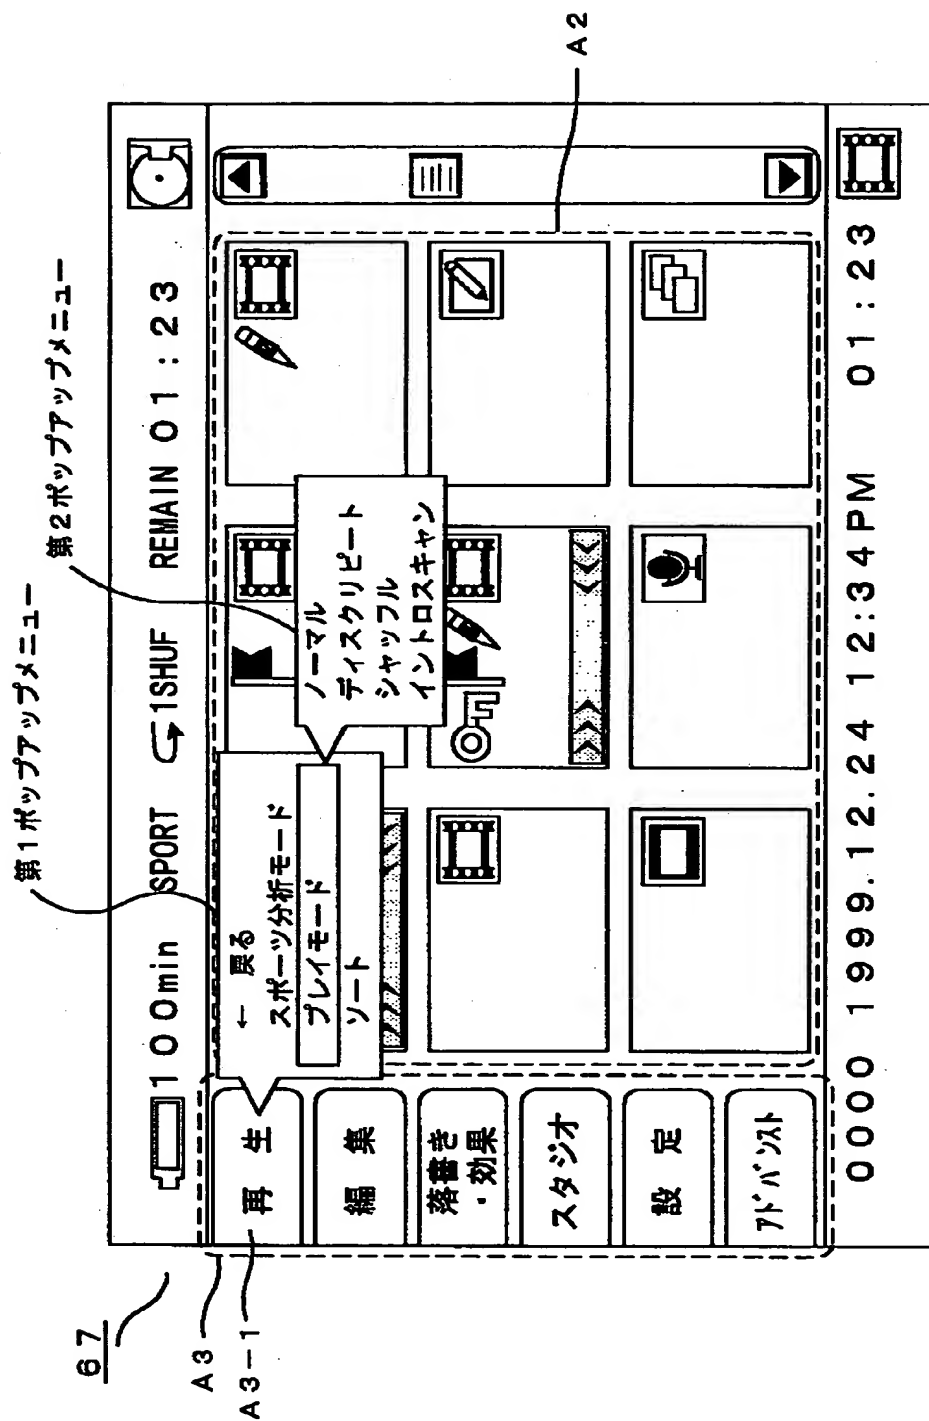 67
A3
A3-1
第1ポップアップメニュー
第2ポップアップメニュー
A2
100min SPORT 1SHUF REMAIN 01:23
再 生
編 集
落書き
・効果
スタジオ
設 定
アドバンスト
← 戻る
スポーツ分析モード
プレイモード
ソート
ノーマル
ディスクリピート
シャッフル
イントロスキャン
0000 1999.12.24 12:34PM 01:23